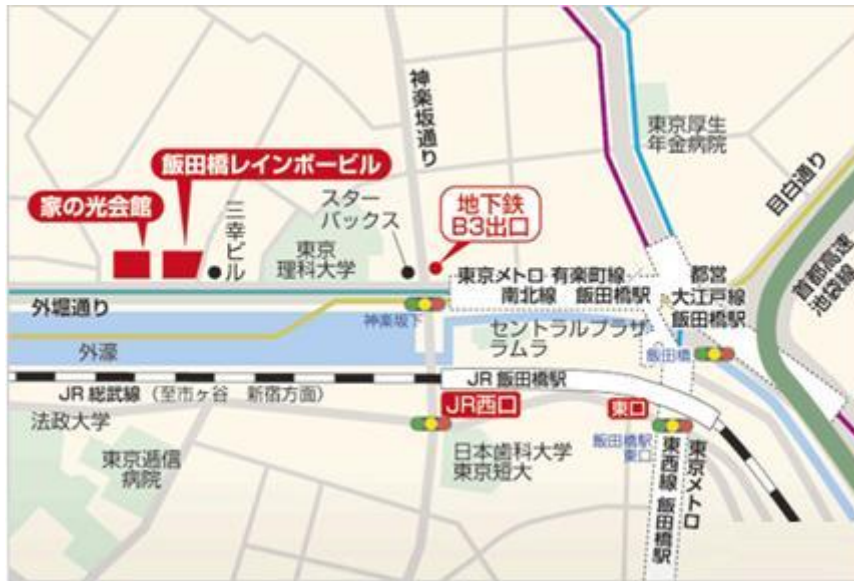 神楽坂通り
東京厚生
年金病院
目白通り
首都高速
池袋線
飯田橋レインボービル
家の光会館
三幸ビル
スター
バックス
東京
理科大学
地下鉄
B3出口
東京メトロ 有楽町線
南北線 飯田橋駅
都営
大江戸線
飯田橋駅
外堀通り
神楽坂下
セントラルプラザ
ラムラ
飯田橋
外濠
JR 飯田橋駅
JR 総武線（至市ヶ谷 新宿方面）
JR西口
東口
法政大学
東京逓信
病院
日本歯科大学
東京短大
飯田橋駅
東口
東京メトロ
東西線 飯田橋駅